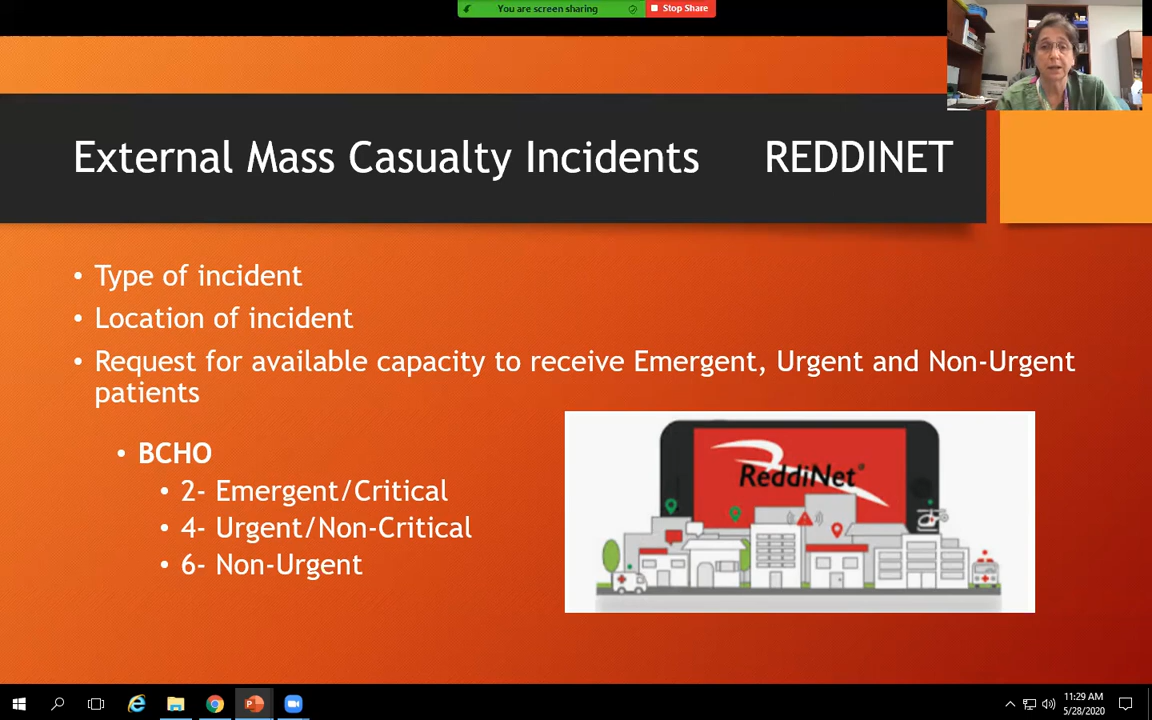 You are screen sharing
Stop Share
External Mass Casualty Incidents REDDINET
• Type of incident
• Location of incident
• Request for available capacity to receive Emergent, Urgent and Non-Urgent
patients
• BCHO
• 2- Emergent/Critical
• 4- Urgent/Non-Critical
• 6- Non-Urgent
ReddiNet®
11:29 AM
5/28/2020